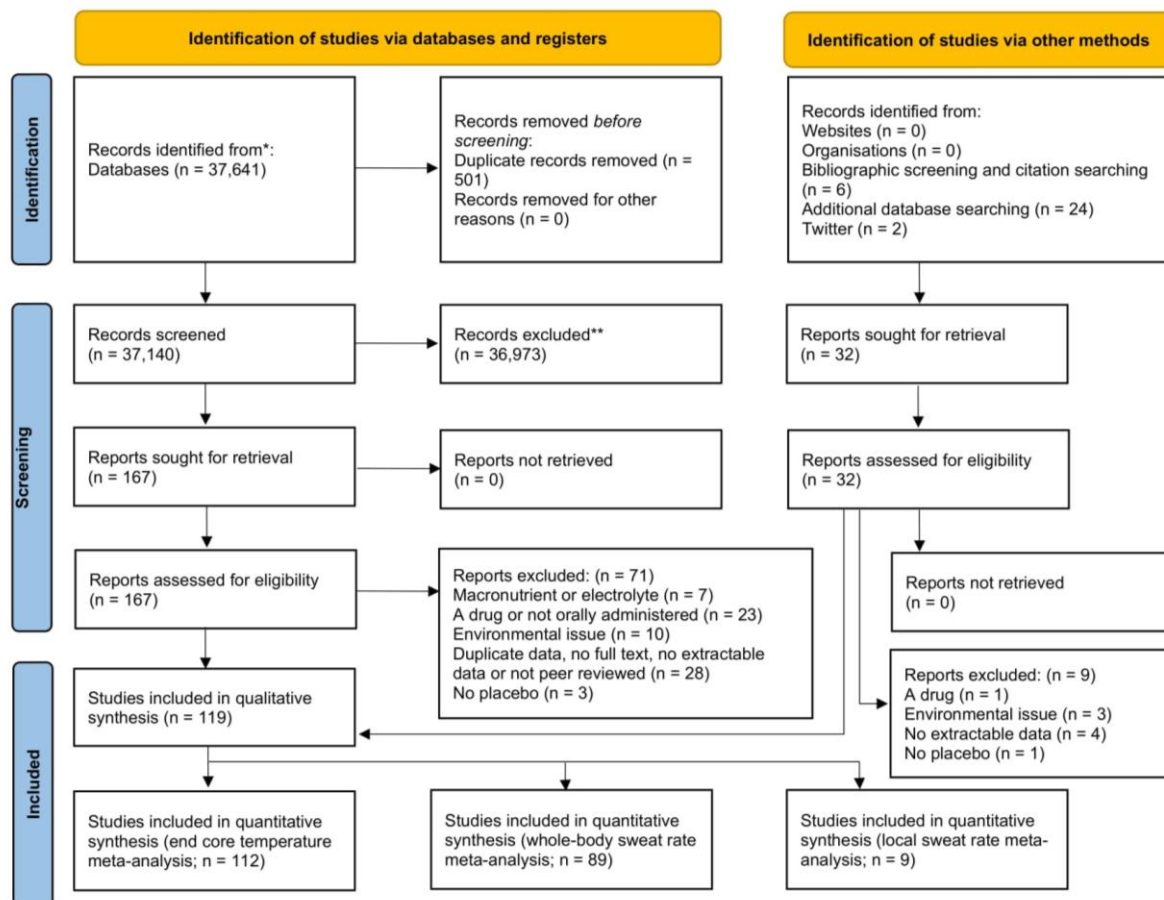 Identification of studies via databases and registers
Identification of studies via other methods
Identification
Records identified from*:
Databases (n = 37,641)
Records removed before
screening:
Duplicate records removed (n =
501)
Records removed for other
reasons (n = 0)
Records identified from:
Websites (n = 0)
Organisations (n = 0)
Bibliographic screening and citation searching
(n = 6)
Additional database searching (n = 24)
Twitter (n = 2)
Screening
Records screened
(n = 37,140)
Records excluded**
(n = 36,973)
Reports sought for retrieval
(n = 32)
Reports sought for retrieval
(n = 167)
Reports not retrieved
(n = 0)
Reports assessed for eligibility
(n = 32)
Reports assessed for eligibility
(n = 167)
Reports excluded: (n = 71)
Macronutrient or electrolyte (n = 7)
A drug or not orally administered (n = 23)
Environmental issue (n = 10)
Duplicate data, no full text, no extractable
data or not peer reviewed (n = 28)
No placebo (n = 3)
Reports not retrieved
(n = 0)
Reports excluded: (n = 9)
A drug (n = 1)
Environmental issue (n = 3)
No extractable data (n = 4)
No placebo (n = 1)
Included
Studies included in qualitative
synthesis (n = 119)
Studies included in quantitative
synthesis (end core temperature
meta-analysis; n = 112)
Studies included in quantitative
synthesis (whole-body sweat rate
meta-analysis; n = 89)
Studies included in quantitative
synthesis (local sweat rate meta-
analysis; n = 9)